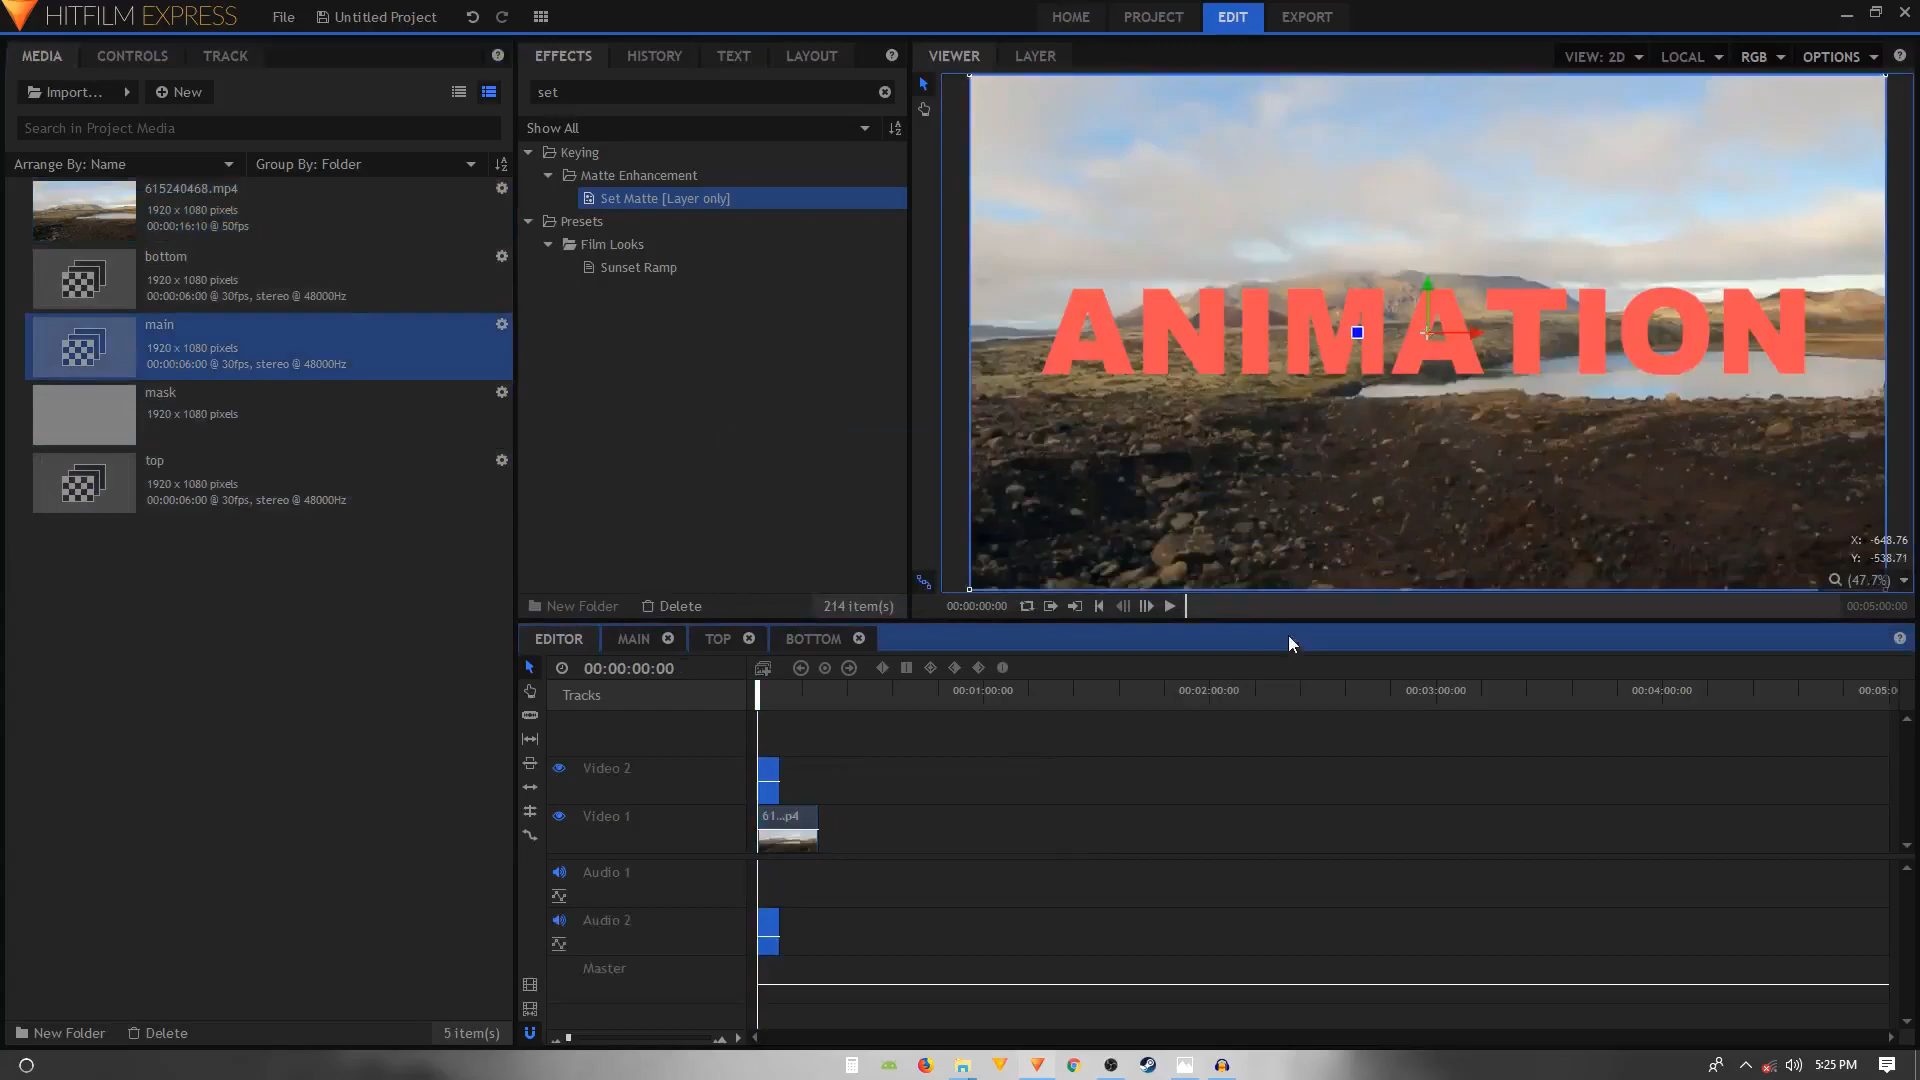 HITFILM EXPRESS
File
Untitled Project
HOME
PROJECT
EDIT
EXPORT
MEDIA
CONTROLS
TRACK
Import...
New
Search in Project Media
Arrange By: Name
Group By: Folder
615240468.mp4
1920 x 1080 pixels
00:00:16:10 @ 50fps
bottom
1920 x 1080 pixels
00:00:06:00 @ 30fps, stereo @ 48000Hz
main
1920 x 1080 pixels
00:00:06:00 @ 30fps, stereo @ 48000Hz
mask
1920 x 1080 pixels
top
1920 x 1080 pixels
00:00:06:00 @ 30fps, stereo @ 48000Hz
New Folder
Delete
5 item(s)
EFFECTS
HISTORY
TEXT
LAYOUT
set
Show All
Keying
Matte Enhancement
Set Matte [Layer only]
Presets
Film Looks
Sunset Ramp
New Folder
Delete
214 item(s)
VIEWER
LAYER
VIEW: 2D
LOCAL
RGB
OPTIONS
ANIMATION
X: -648.76
Y: -538.71
(47.7%)
00:00:00:00
00:05:00:00
EDITOR
MAIN
TOP
BOTTOM
00:00:00:00
Tracks
00:01:00:00
00:02:00:00
00:03:00:00
00:04:00:00
00:05:0
Video 2
Video 1
61...p4
Audio 1
Audio 2
Master
5:25 PM